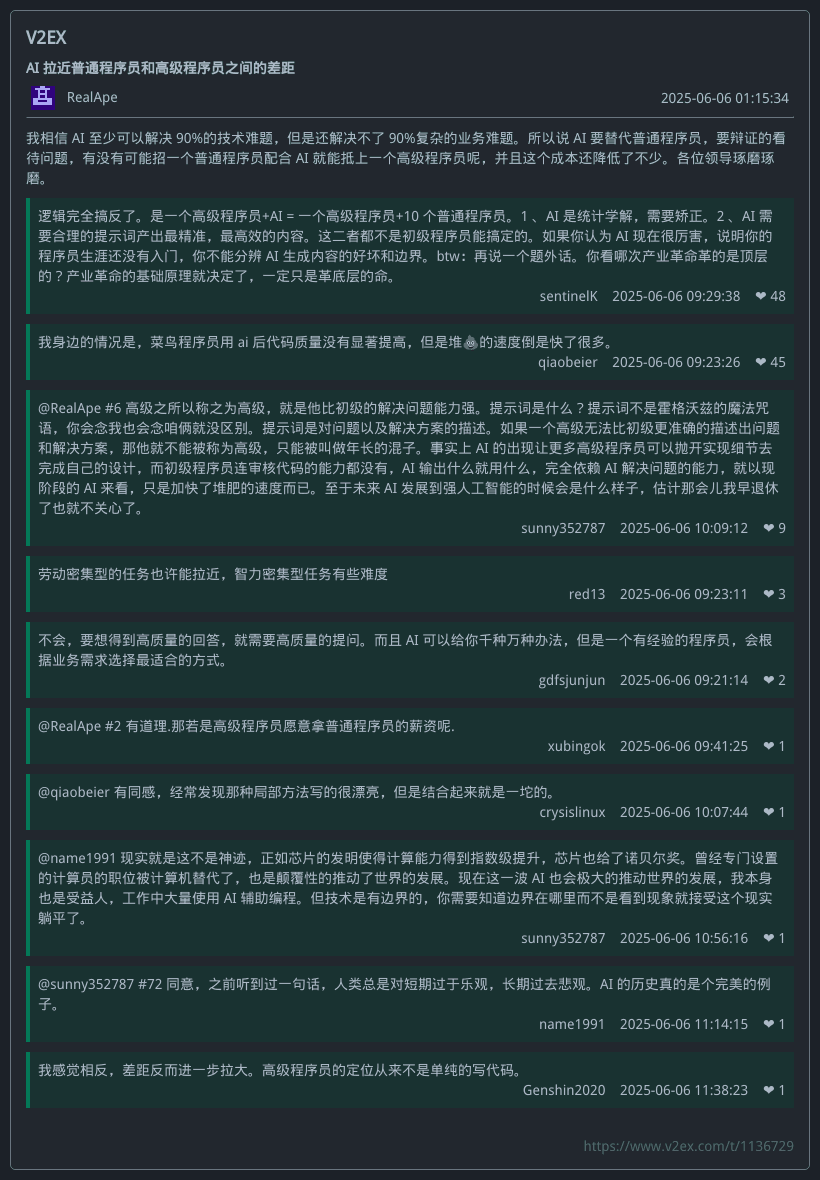 V2EX
AI 拉近普通程序员和高级程序员之间的差距
RealApe
2025-06-06 01:15:34
我相信 AI 至少可以解决 90%的技术难题，但是还解决不了 90%复杂的业务难题。所以说 AI 要替代普通程序员，要辩证的看
待问题，有没有可能招一个普通程序员配合 AI 就能抵上一个高级程序员呢，并且这个成本还降低了不少。各位领导琢磨琢
磨。
逻辑完全搞反了。是一个高级程序员+AI = 一个高级程序员+10 个普通程序员。1 、AI 是统计学解，需要矫正。2 、AI 需
要合理的提示词产出最精准，最高效的内容。这二者都不是初级程序员能搞定的。如果你认为 AI 现在很厉害，说明你的
程序员生涯还没有入门，你不能分辨 AI 生成内容的好坏和边界。btw：再说一个题外话。你看哪次产业革命革的是顶层
的？产业革命的基础原理就决定了，一定只是革底层的命。
sentinelK 2025-06-06 09:29:38 ❤ 48
我身边的情况是，菜鸟程序员用 ai 后代码质量没有显著提高，但是堆💩的速度倒是快了很多。
qiaobeier 2025-06-06 09:23:26 ❤ 45
@RealApe #6 高级之所以称之为高级，就是他比初级的解决问题能力强。提示词是什么？提示词不是霍格沃兹的魔法咒
语，你会念我也会念咱俩就没区别。提示词是对问题以及解决方案的描述。如果一个高级无法比初级更准确的描述出问题
和解决方案，那他就不能被称为高级，只能被叫做年长的混子。事实上 AI 的出现让更多高级程序员可以抛开实现细节去
完成自己的设计，而初级程序员连审核代码的能力都没有，AI 输出什么就用什么，完全依赖 AI 解决问题的能力，就以现
阶段的 AI 来看，只是加快了堆肥的速度而已。至于未来 AI 发展到强人工智能的时候会是什么样子，估计那会儿我早退休
了也就不关心了。
sunny352787 2025-06-06 10:09:12 ❤ 9
劳动密集型的任务也许能拉近，智力密集型任务有些难度
red13 2025-06-06 09:23:11 ❤ 3
不会，要想得到高质量的回答，就需要高质量的提问。而且 AI 可以给你千种万种办法，但是一个有经验的程序员，会根
据业务需求选择最适合的方式。
gdfsjunjun 2025-06-06 09:21:14 ❤ 2
@RealApe #2 有道理.那若是高级程序员愿意拿普通程序员的薪资呢.
xubingok 2025-06-06 09:41:25 ❤ 1
@qiaobeier 有同感，经常发现那种局部方法写的很漂亮，但是结合起来就是一坨的。
crysislinux 2025-06-06 10:07:44 ❤ 1
@name1991 现实就是这不是神迹，正如芯片的发明使得计算能力得到指数级提升，芯片也给了诺贝尔奖。曾经专门设置
的计算员的职位被计算机替代了，也是颠覆性的推动了世界的发展。现在这一波 AI 也会极大的推动世界的发展，我本身
也是受益人，工作中大量使用 AI 辅助编程。但技术是有边界的，你需要知道边界在哪里而不是看到现象就接受这个现实
躺平了。
sunny352787 2025-06-06 10:56:16 ❤ 1
@sunny352787 #72 同意，之前听到过一句话，人类总是对短期过于乐观，长期过去悲观。AI 的历史真的是个完美的例
子。
name1991 2025-06-06 11:14:15 ❤ 1
我感觉相反，差距反而进一步拉大。高级程序员的定位从来不是单纯的写代码。
Genshin2020 2025-06-06 11:38:23 ❤ 1
https://www.v2ex.com/t/1136729